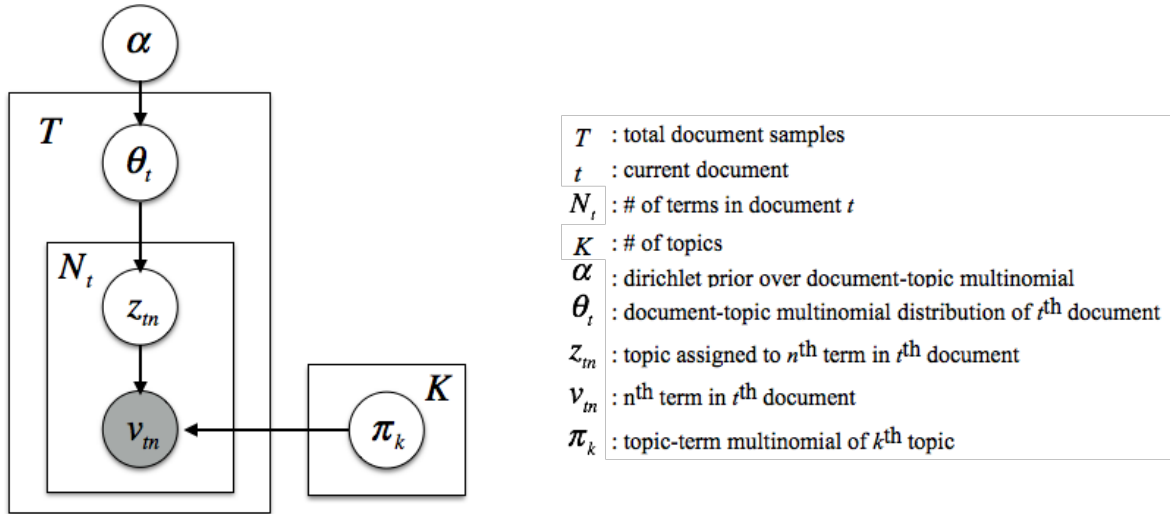 α
T
θt
Nt
ztn
vtn
K
πk
T : total document samples
t : current document
Nt : # of terms in document t
K : # of topics
α : dirichlet prior over document-topic multinomial
θt : document-topic multinomial distribution of tth document
ztn : topic assigned to nth term in tth document
vtn : nth term in tth document
πk : topic-term multinomial of kth topic